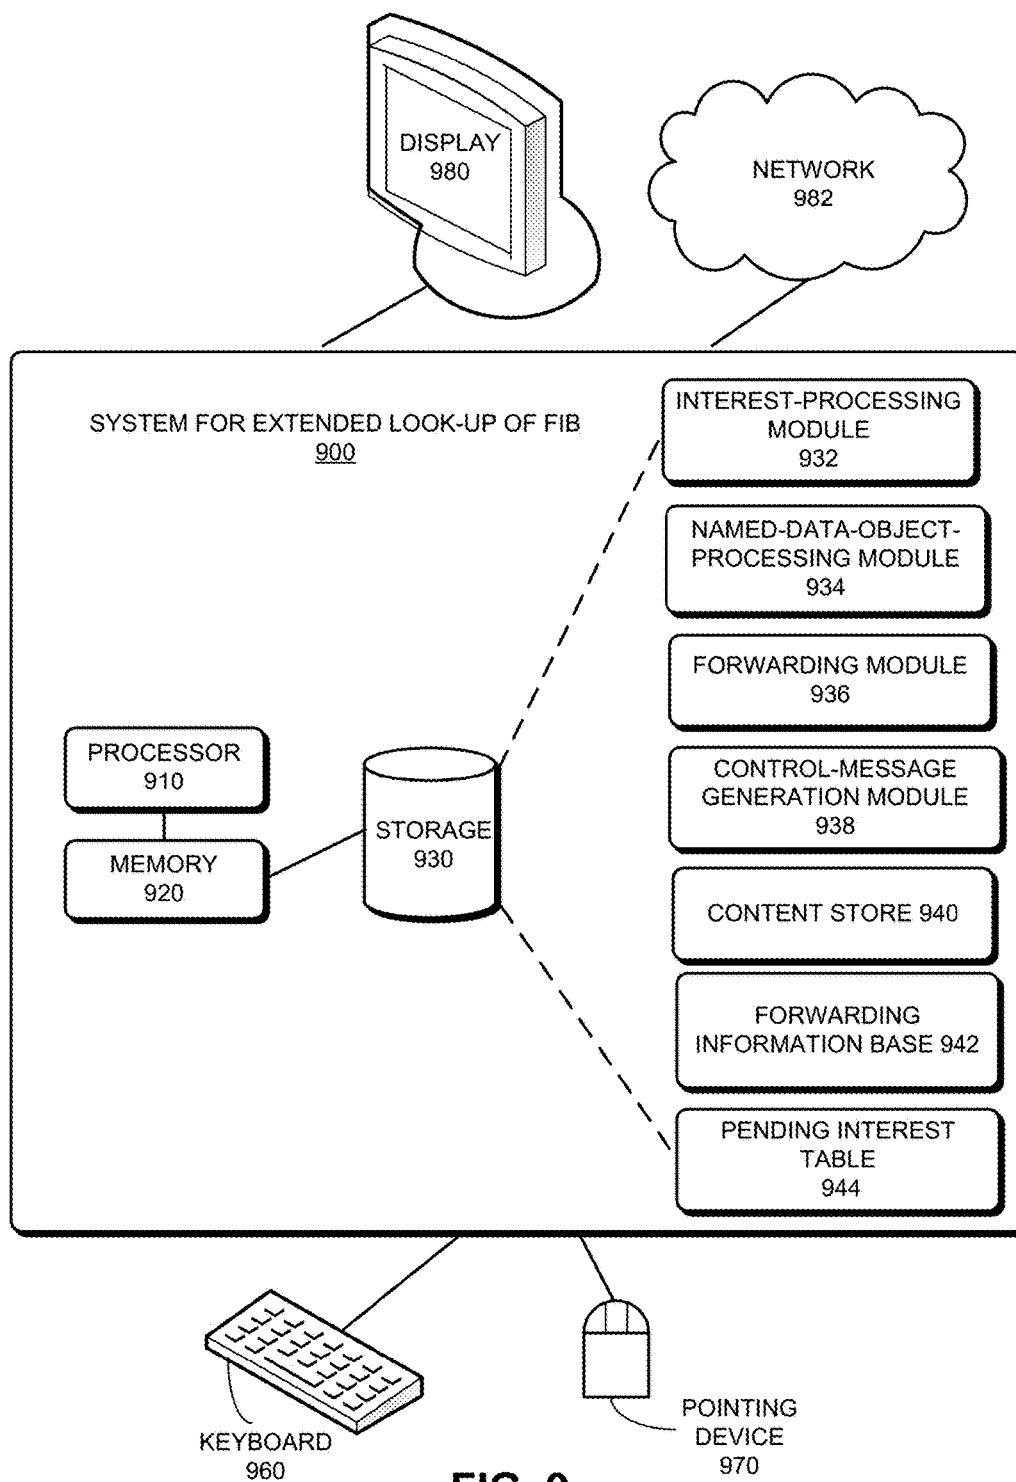 DISPLAY
980
NETWORK
982
SYSTEM FOR EXTENDED LOOK-UP OF FIB
900
INTEREST-PROCESSING
MODULE
932
NAMED-DATA-OBJECT-
PROCESSING MODULE
934
FORWARDING MODULE
936
CONTROL-MESSAGE
GENERATION MODULE
938
CONTENT STORE 940
FORWARDING
INFORMATION BASE 942
PENDING INTEREST
TABLE
944
PROCESSOR
910
MEMORY
920
STORAGE
930
KEYBOARD
960
POINTING
DEVICE
970
FIG. 9